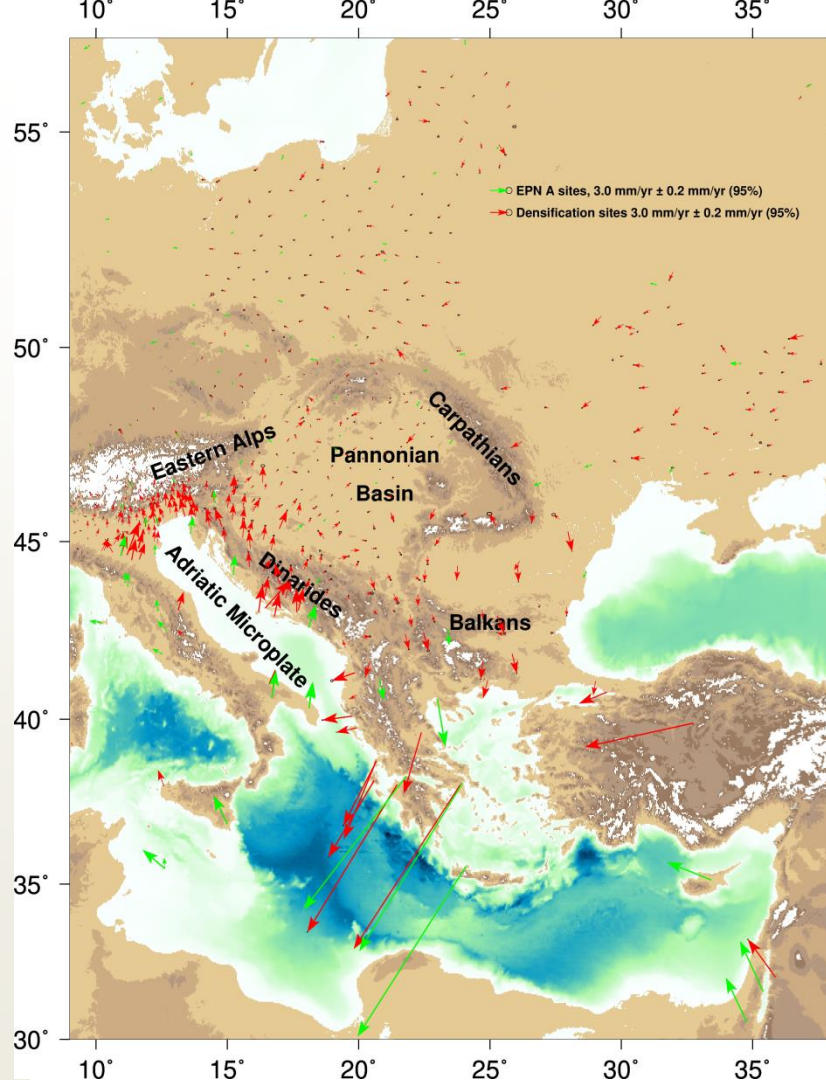 10˚ 15˚ 20˚ 25˚ 30˚ 35˚
55˚
EPN A sites, 3.0 mm/yr ± 0.2 mm/yr (95%)
Densification sites 3.0 mm/yr ± 0.2 mm/yr (95%)
50˚
Carpathians
Eastern Alps
Pannonian
Basin
45˚
Dinarides
Adriatic Microplate
Balkans
40˚
35˚
30˚
10˚ 15˚ 20˚ 25˚ 30˚ 35˚